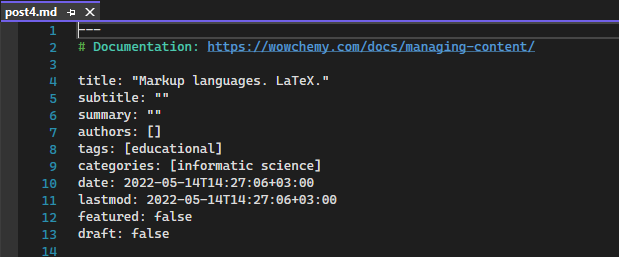 post4.md
1 ---
2 # Documentation: https://wowchemy.com/docs/managing-content/
3
4 title: "Markup languages. LaTeX."
5 subtitle: ""
6 summary: ""
7 authors: []
8 tags: [educational]
9 categories: [informatic science]
10 date: 2022-05-14T14:27:06+03:00
11 lastmod: 2022-05-14T14:27:06+03:00
12 featured: false
13 draft: false
14